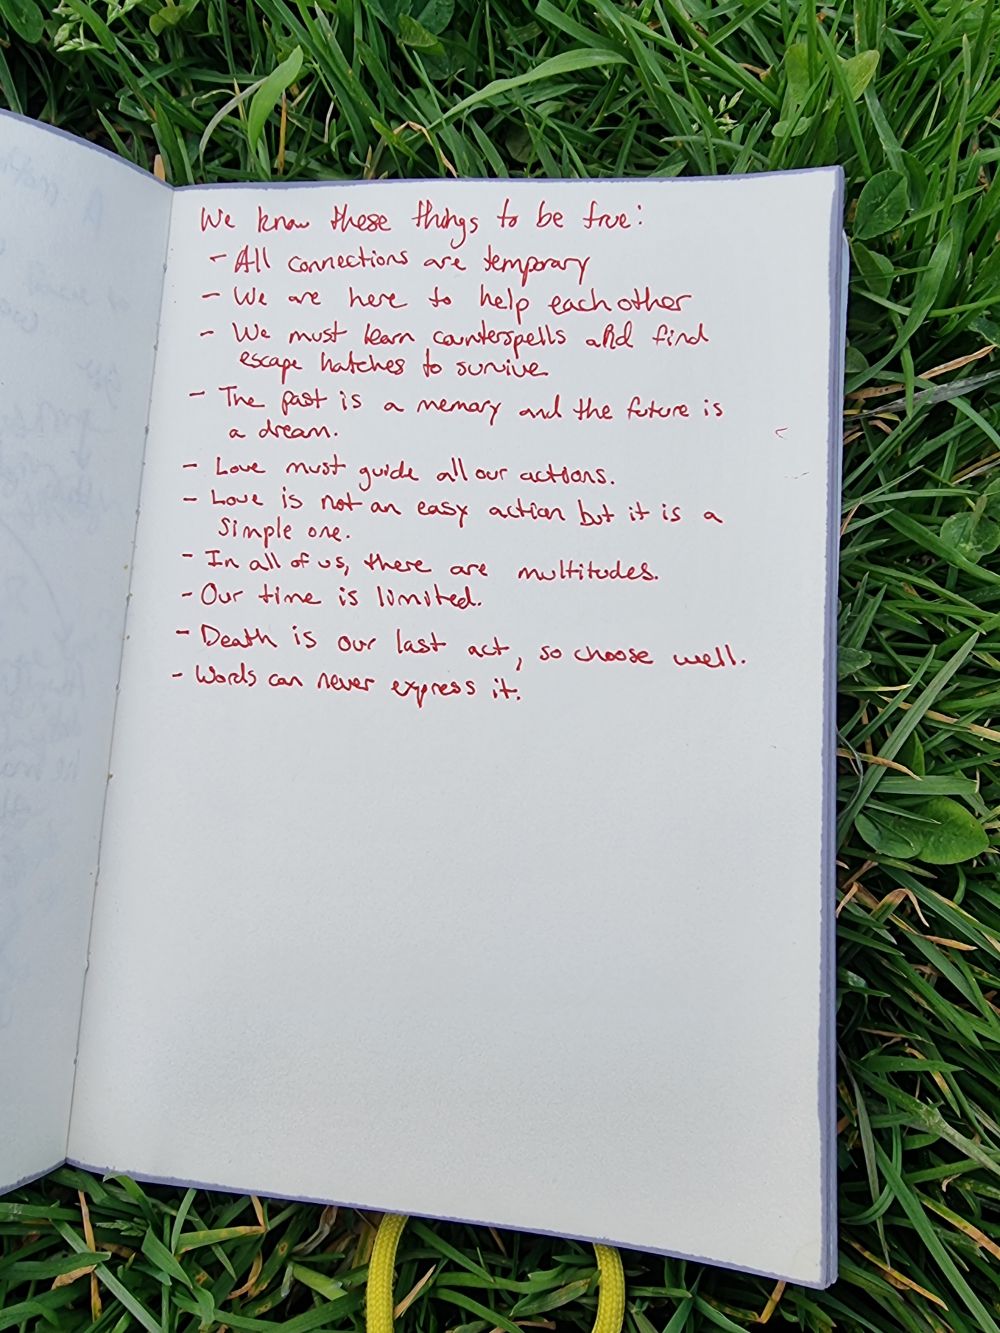 We know these things to be true:
- All connections are temporary
- We are here to help each other
- We must learn counterspells and find
escape hatches to survive
- The past is a memory and the future is
a dream.
- Love must guide all our actions.
- Love is not an easy action but it is a
simple one.
- In all of us, there are multitudes.
- Our time is limited.
- Death is our last act, so choose well.
- Words can never express it.